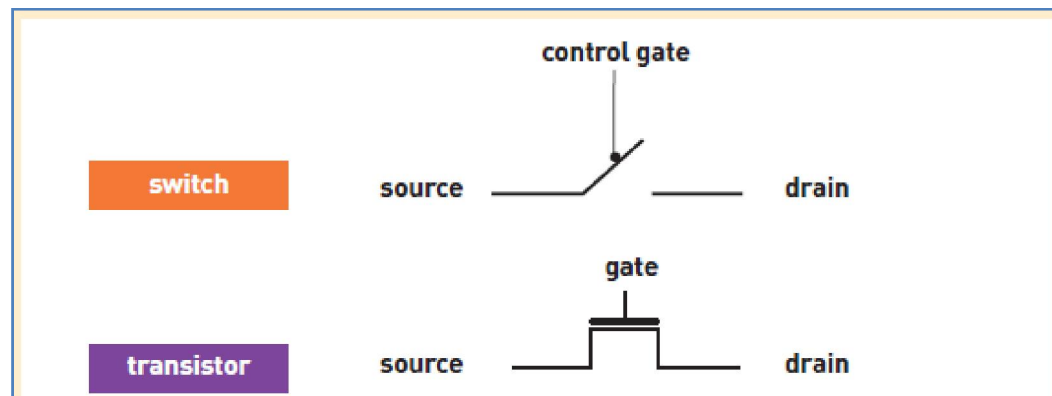 control gate
switch source drain
gate
transistor source drain